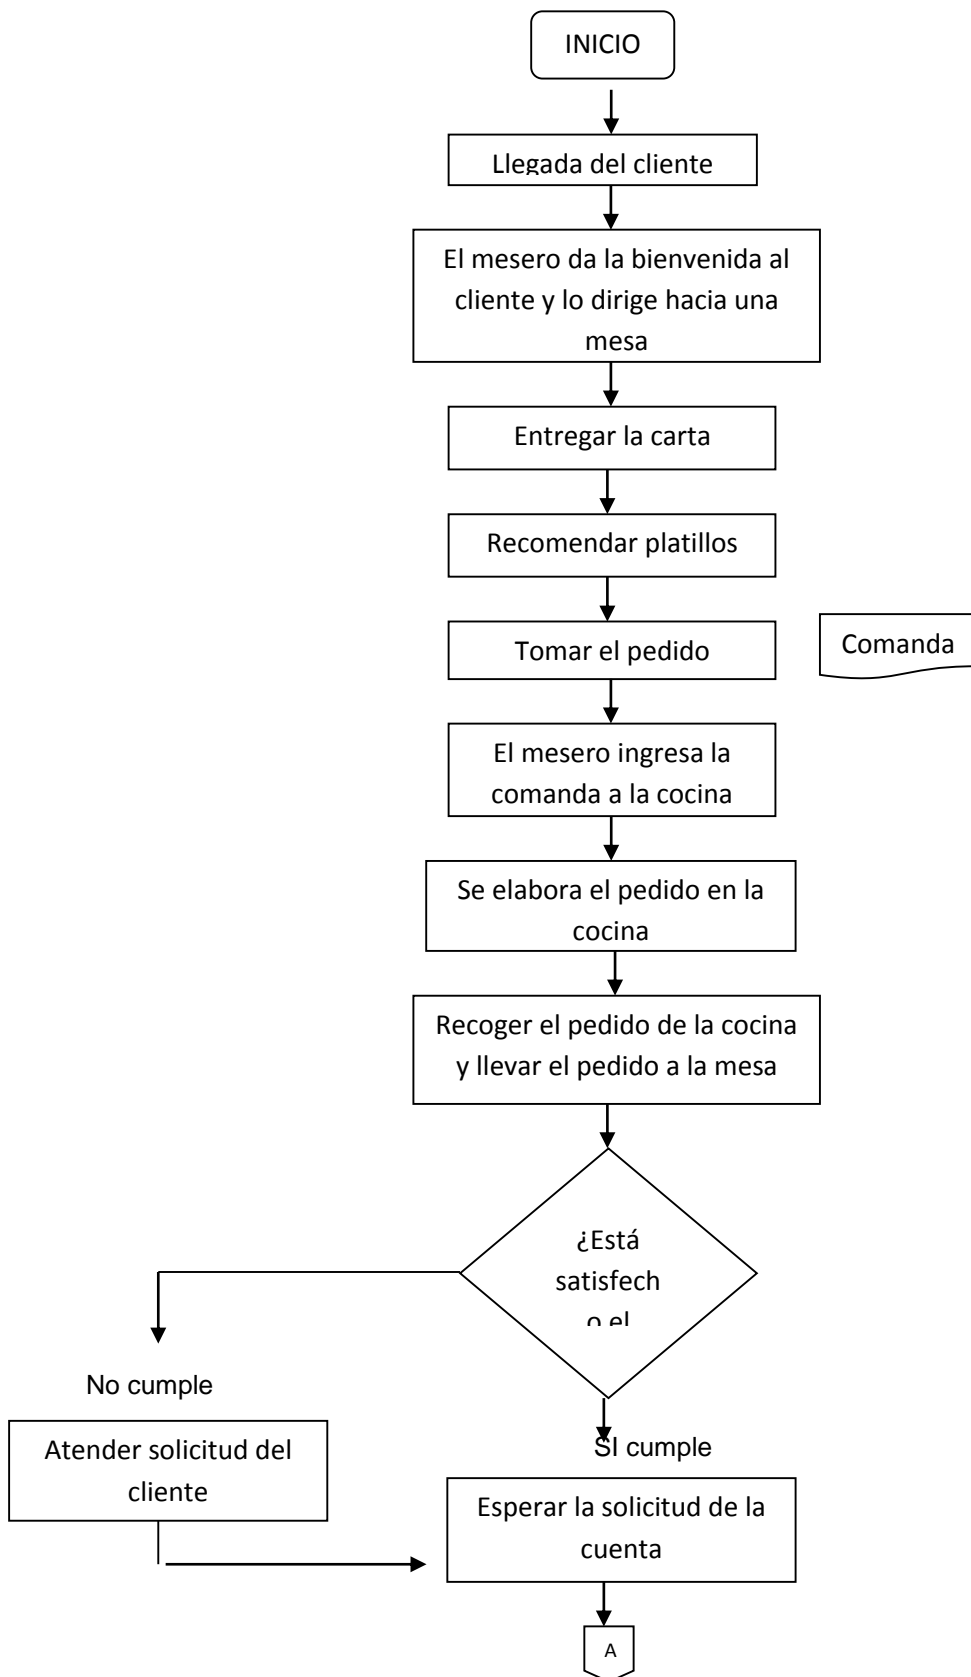 INICIO
Llegada del cliente
El mesero da la bienvenida al
cliente y lo dirige hacia una
mesa
Entregar la carta
Recomendar platillos
Tomar el pedido
Comanda
El mesero ingresa la
comanda a la cocina
Se elabora el pedido en la
cocina
Recoger el pedido de la cocina
y llevar el pedido a la mesa
¿Está
satisfech
o el
No cumple
SI cumple
Atender solicitud del
cliente
Esperar la solicitud de la
cuenta
A